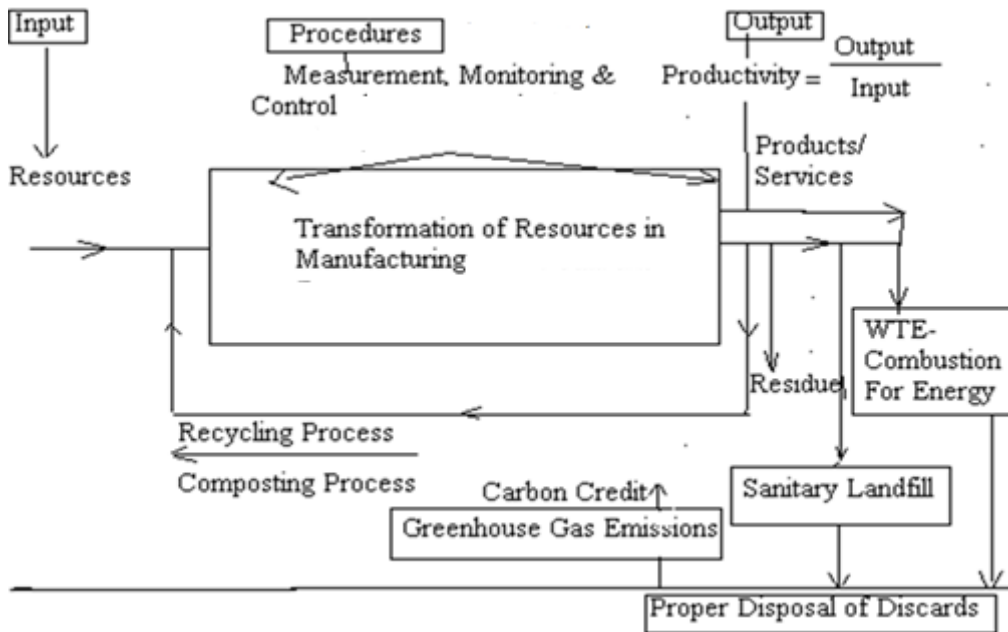 Input
Procedures
Measurement, Monitoring &
Control
Output
Productivity = Output
Input
Resources
Products/
Services
Transformation of Resources in
Manufacturing
WTE-
Combustion
For Energy
Residue
Recycling Process
Composting Process
Carbon Credit
Sanitary Landfill
Greenhouse Gas Emissions
Proper Disposal of Discards